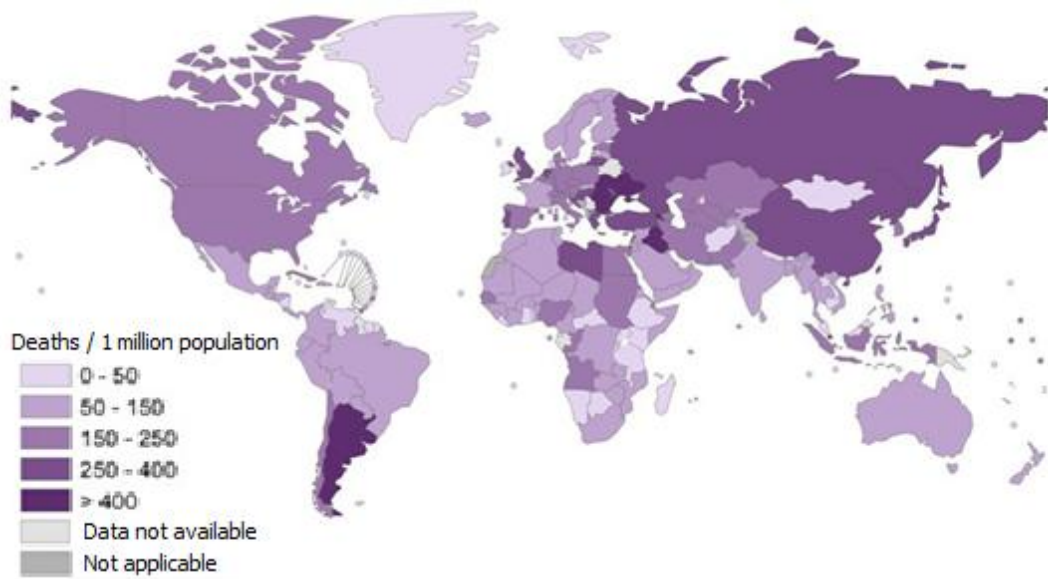 Deaths / 1 million population
0 - 50
50 - 150
150 - 250
250 - 400
≥ 400
Data not available
Not applicable